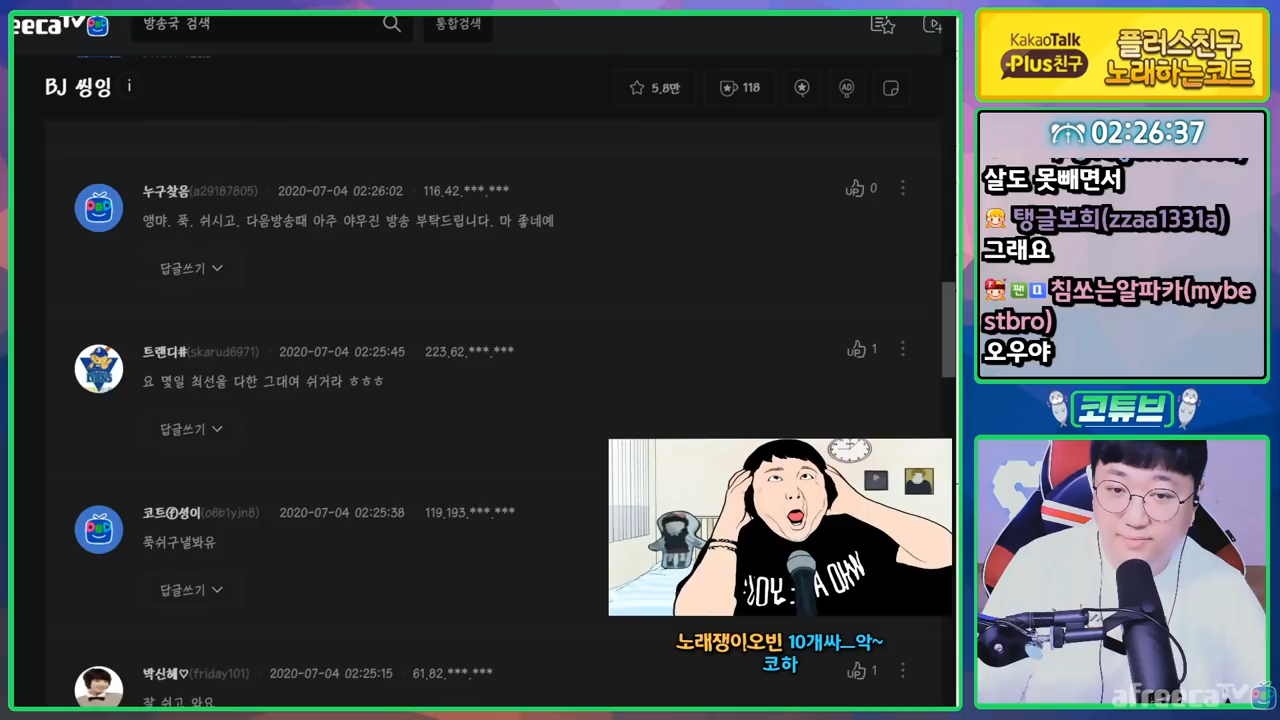 방송국 검색
통합검색
BJ 씽잉 i
5.8만
118
AD
누구찾음(a29187805) 2020-07-04 02:26:02 116.42.***.***
UP 0
앵먀. 푹. 쉬시고. 다음방송때 아주 야무진 방송 부탁드립니다. 마 좋네예
답글쓰기
트랜디#(skarud6971) 2020-07-04 02:25:45 223.62.***.***
UP 1
요 몇일 최선을 다한 그대여 쉬거라 ㅎㅎㅎ
답글쓰기
코트ⓕ셩이(o6b1yjn8) 2020-07-04 02:25:38 119.193.***.***
푹쉬구낼봐유
답글쓰기
박신혜♡(friday101) 2020-07-04 02:25:15 61.82.***.***
UP 1
잘 쉬고 와요
노래쟁이오빈 10개싸_악~
코하
KakaoTalk
Plus친구
플러스친구
노래하는코트
02:26:37
살도 못빼면서
탱글보희(zzaa1331a)
그래요
팬
침쏘는알파카(mybe
stbro)
오우야
코튜브
afreecaTV